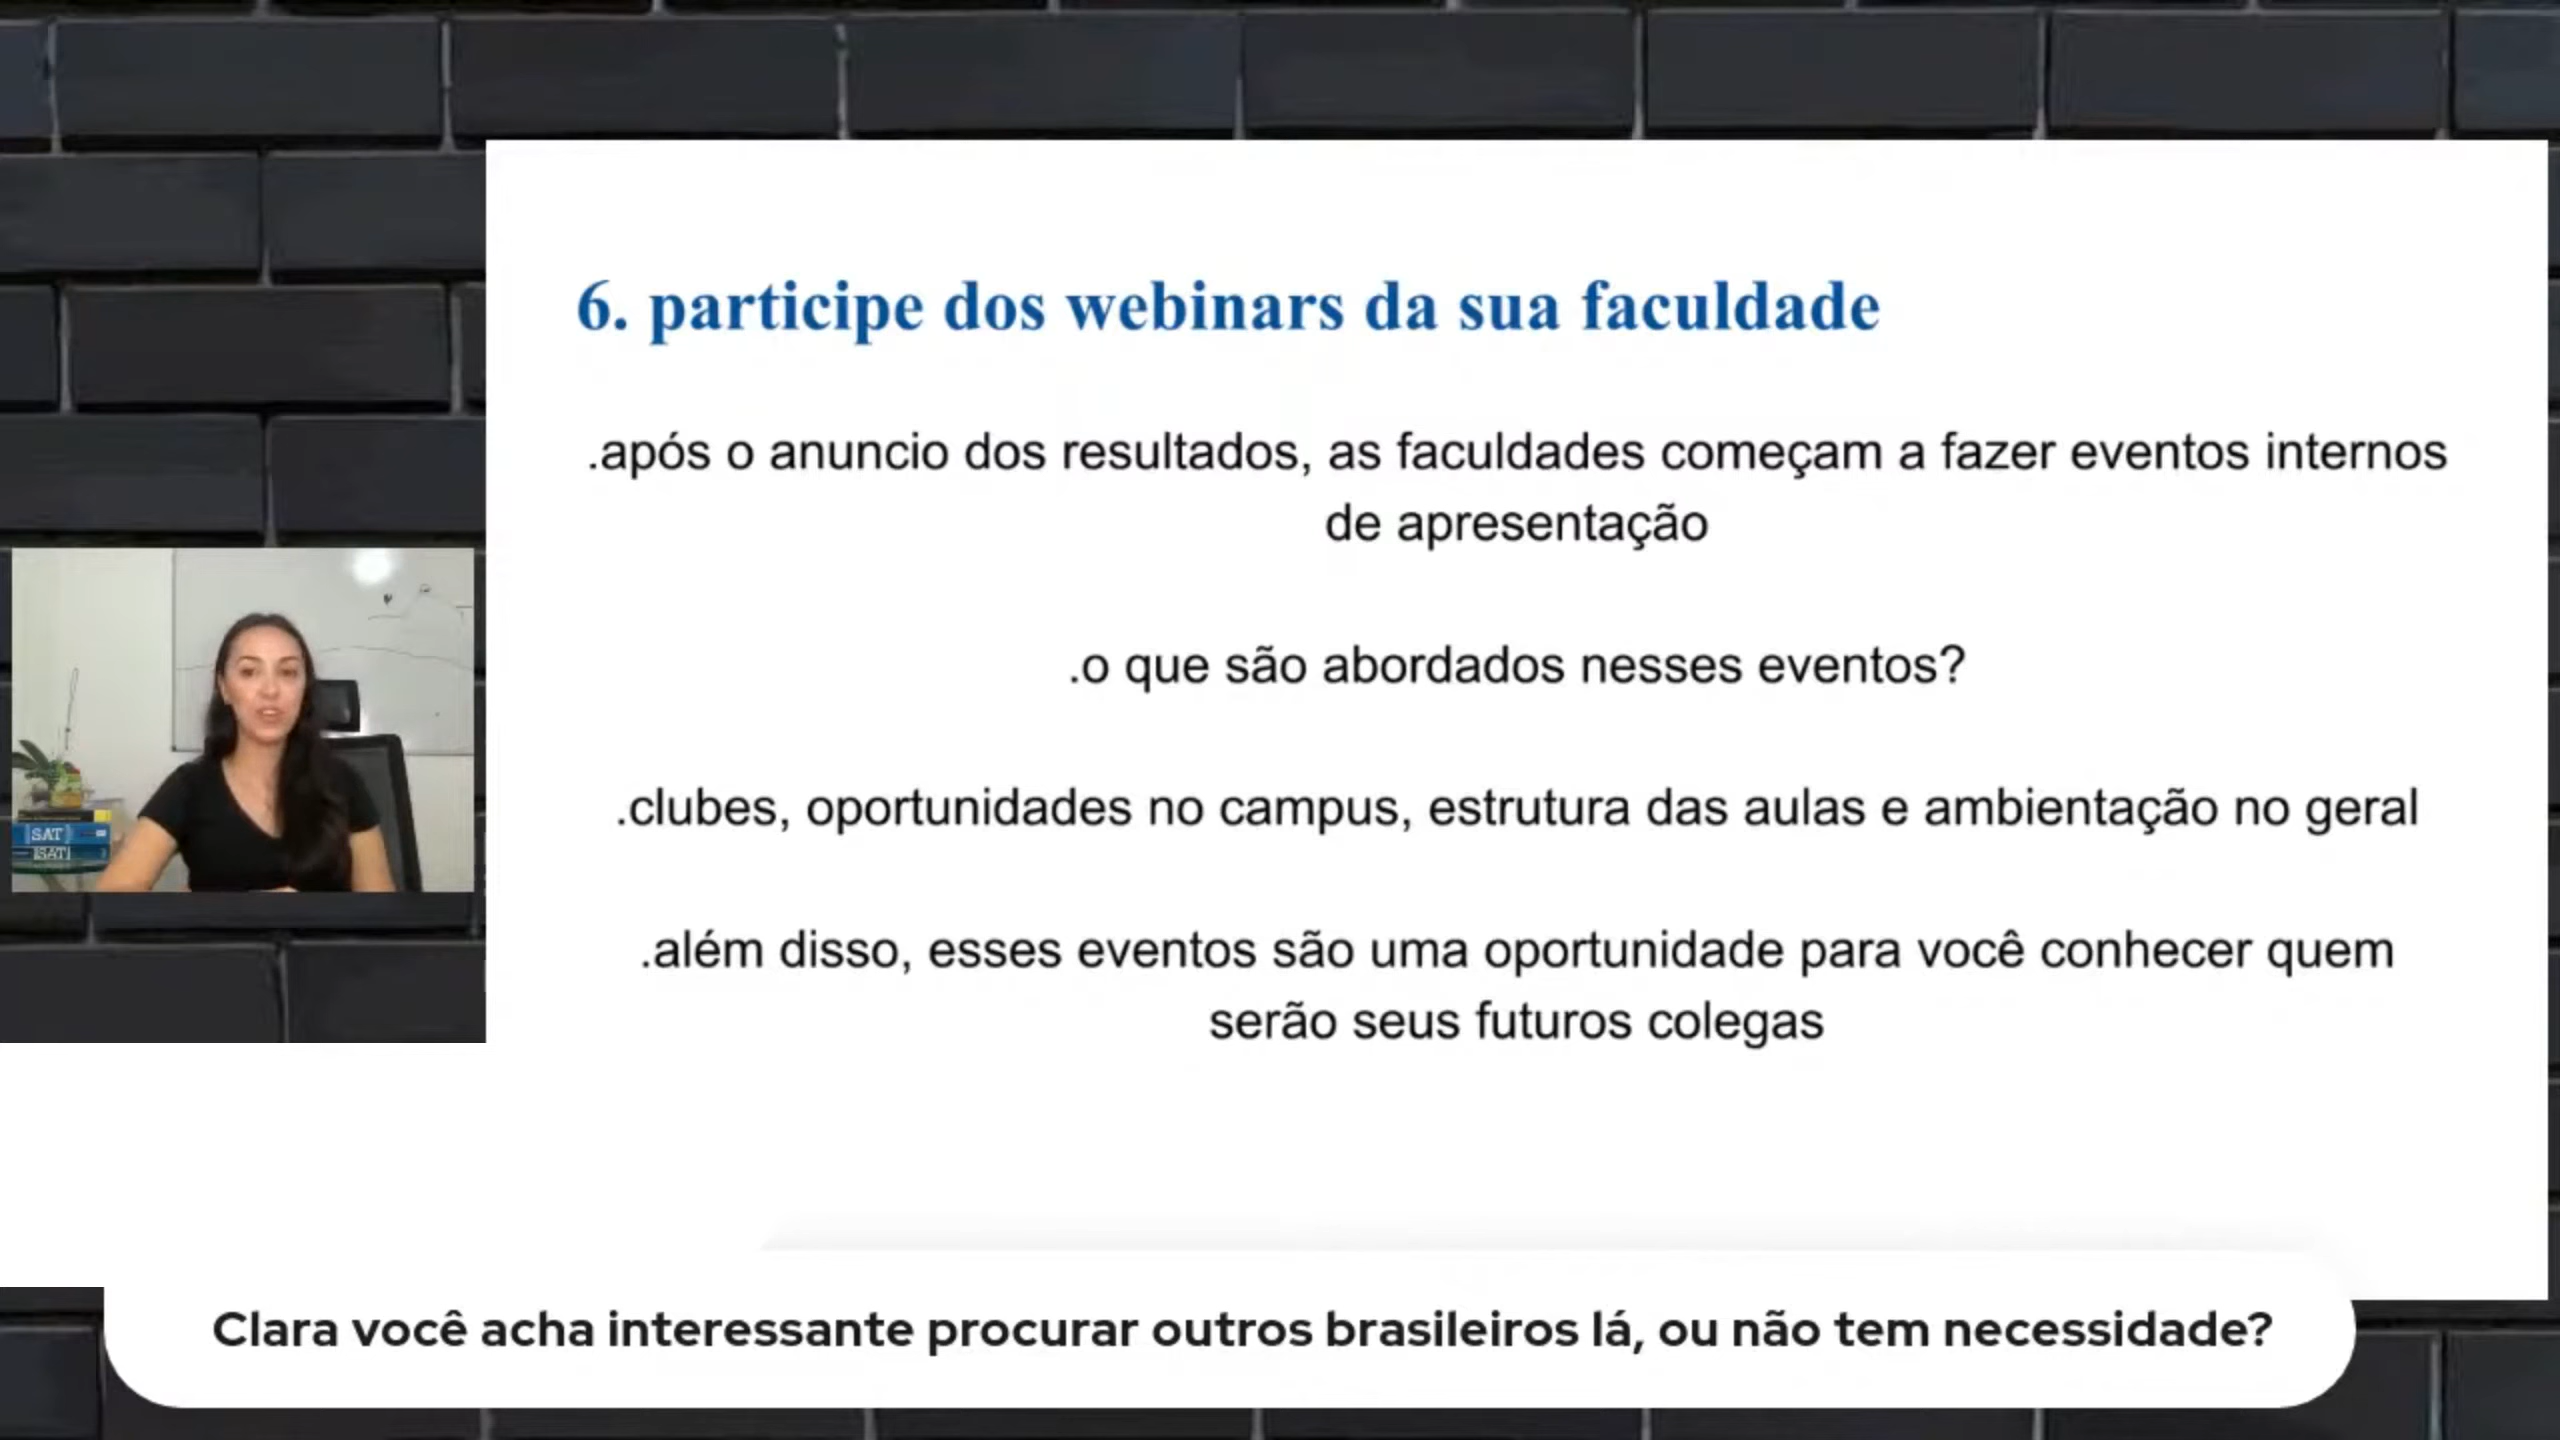 6. participe dos webinars da sua faculdade
.após o anuncio dos resultados, as faculdades começam a fazer eventos internos
de apresentação
.o que são abordados nesses eventos?
.clubes, oportunidades no campus, estrutura das aulas e ambientação no geral
.além disso, esses eventos são uma oportunidade para você conhecer quem
serão seus futuros colegas
SAT
SAT
Clara você acha interessante procurar outros brasileiros lá, ou não tem necessidade?